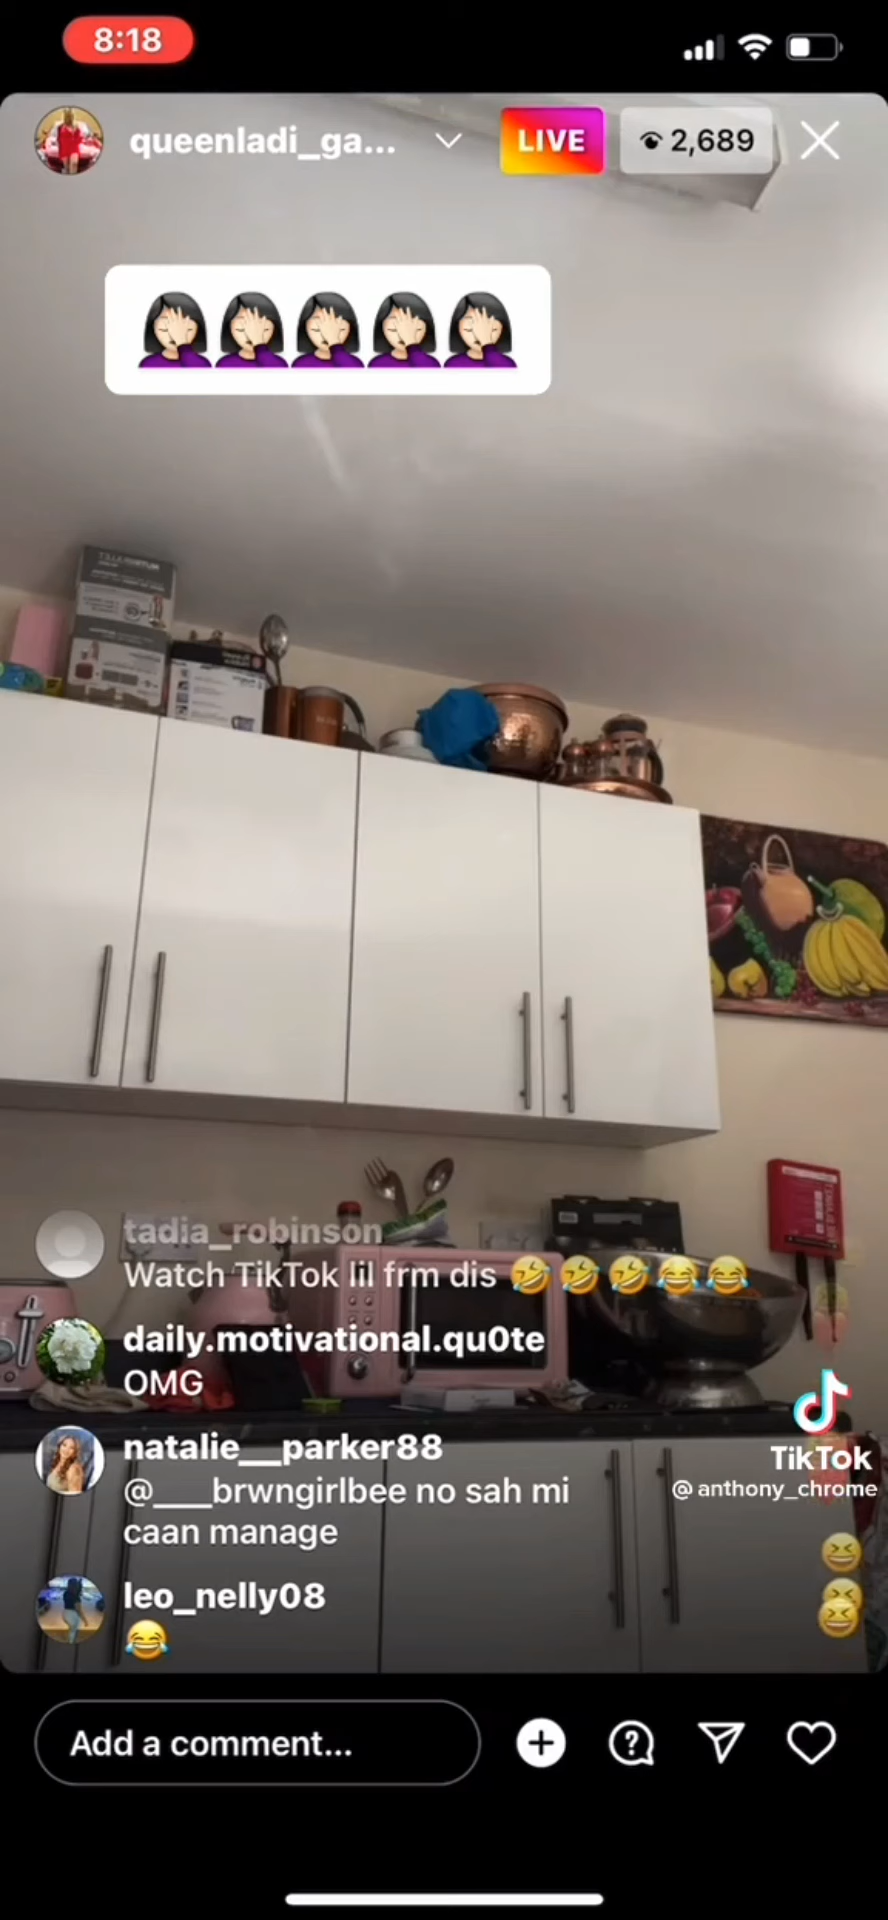 8:18
queenladi_ga...
LIVE
2,689
🤦🏻‍♀️🤦🏻‍♀️🤦🏻‍♀️🤦🏻‍♀️🤦🏻‍♀️
tadia_robinson
Watch TikTok lil frm dis 🤣🤣🤣😂😂
daily.motivational.qu0te
OMG
natalie__parker88
@___brwngirlbee no sah mi
caan manage
leo_nelly08
😂
TikTok
@anthony_chrome
Add a comment...